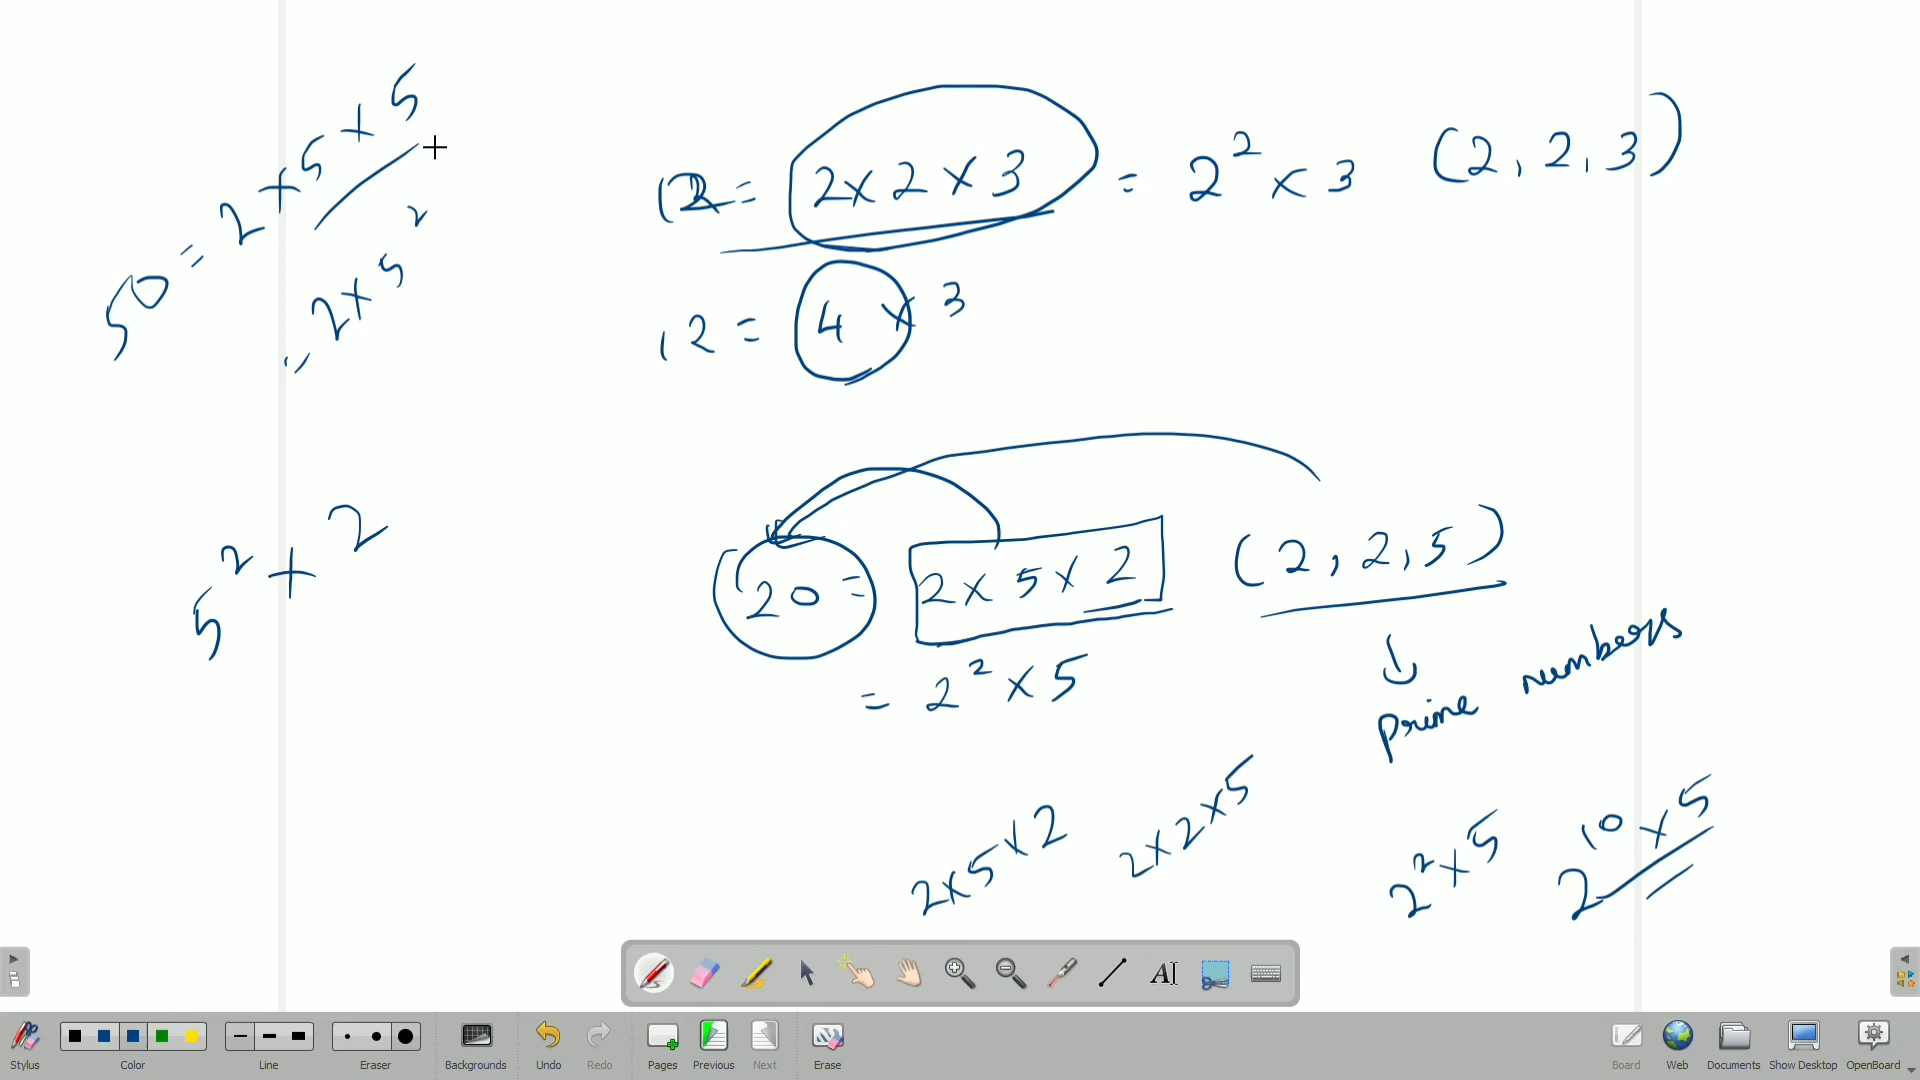 50 = 2 × 5 × 5
= 2 × 5²
12 = 2 × 2 × 3 = 2² × 3 (2, 2, 3)
12 = 4 × 3
5² × 2
20 = 2 × 5 × 2 (2, 2, 5)
= 2² × 5
prime numbers
2 × 5 × 2 2 × 2 × 5 2² × 5 2¹⁰ × 5
AI
Stylus Color Line Eraser Backgrounds Undo Redo Pages Previous Next Erase Board Web Documents Show Desktop OpenBoard